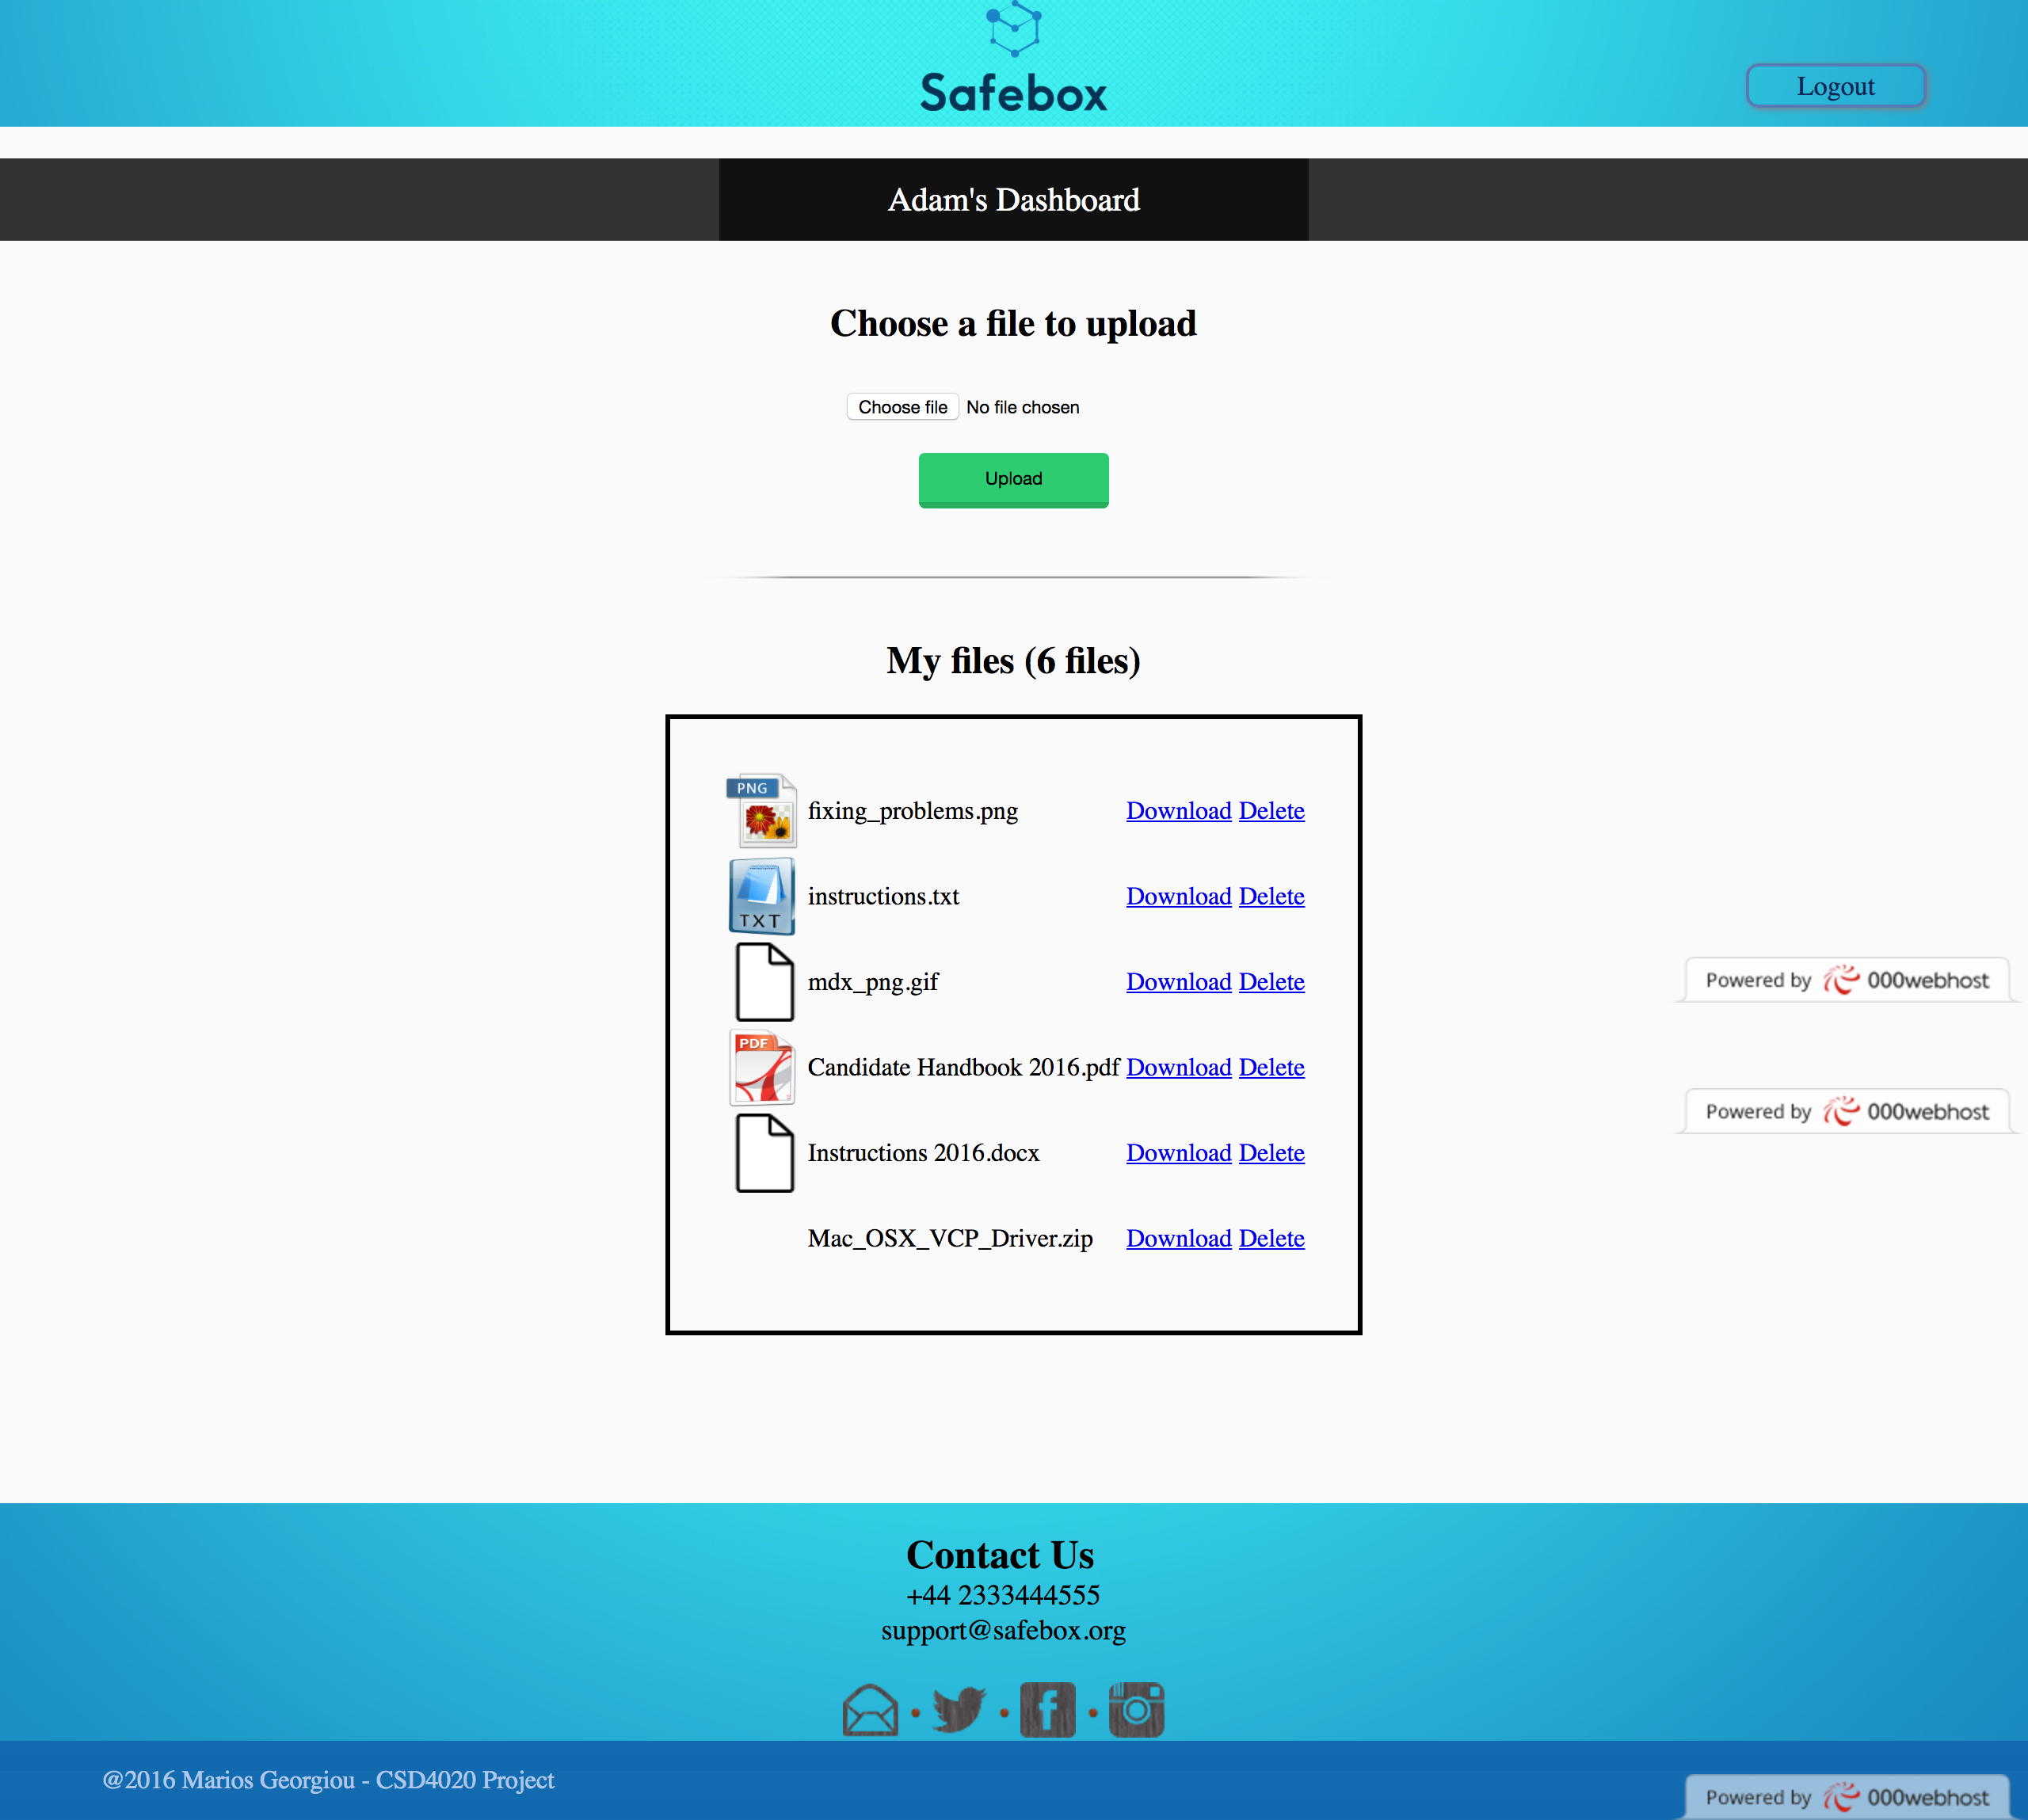 Safebox
Logout
Adam's Dashboard
Choose a file to upload
Choose file No file chosen
Upload
My files (6 files)
PNG
fixing_problems.png Download Delete
TXT
instructions.txt Download Delete
mdx_png.gif Download Delete
PDF
Candidate Handbook 2016.pdf Download Delete
Instructions 2016.docx Download Delete
Mac_OSX_VCP_Driver.zip Download Delete
Powered by 000webhost
Powered by 000webhost
Contact Us
+44 2333444555
support@safebox.org
@2016 Marios Georgiou - CSD4020 Project
Powered by 000webhost